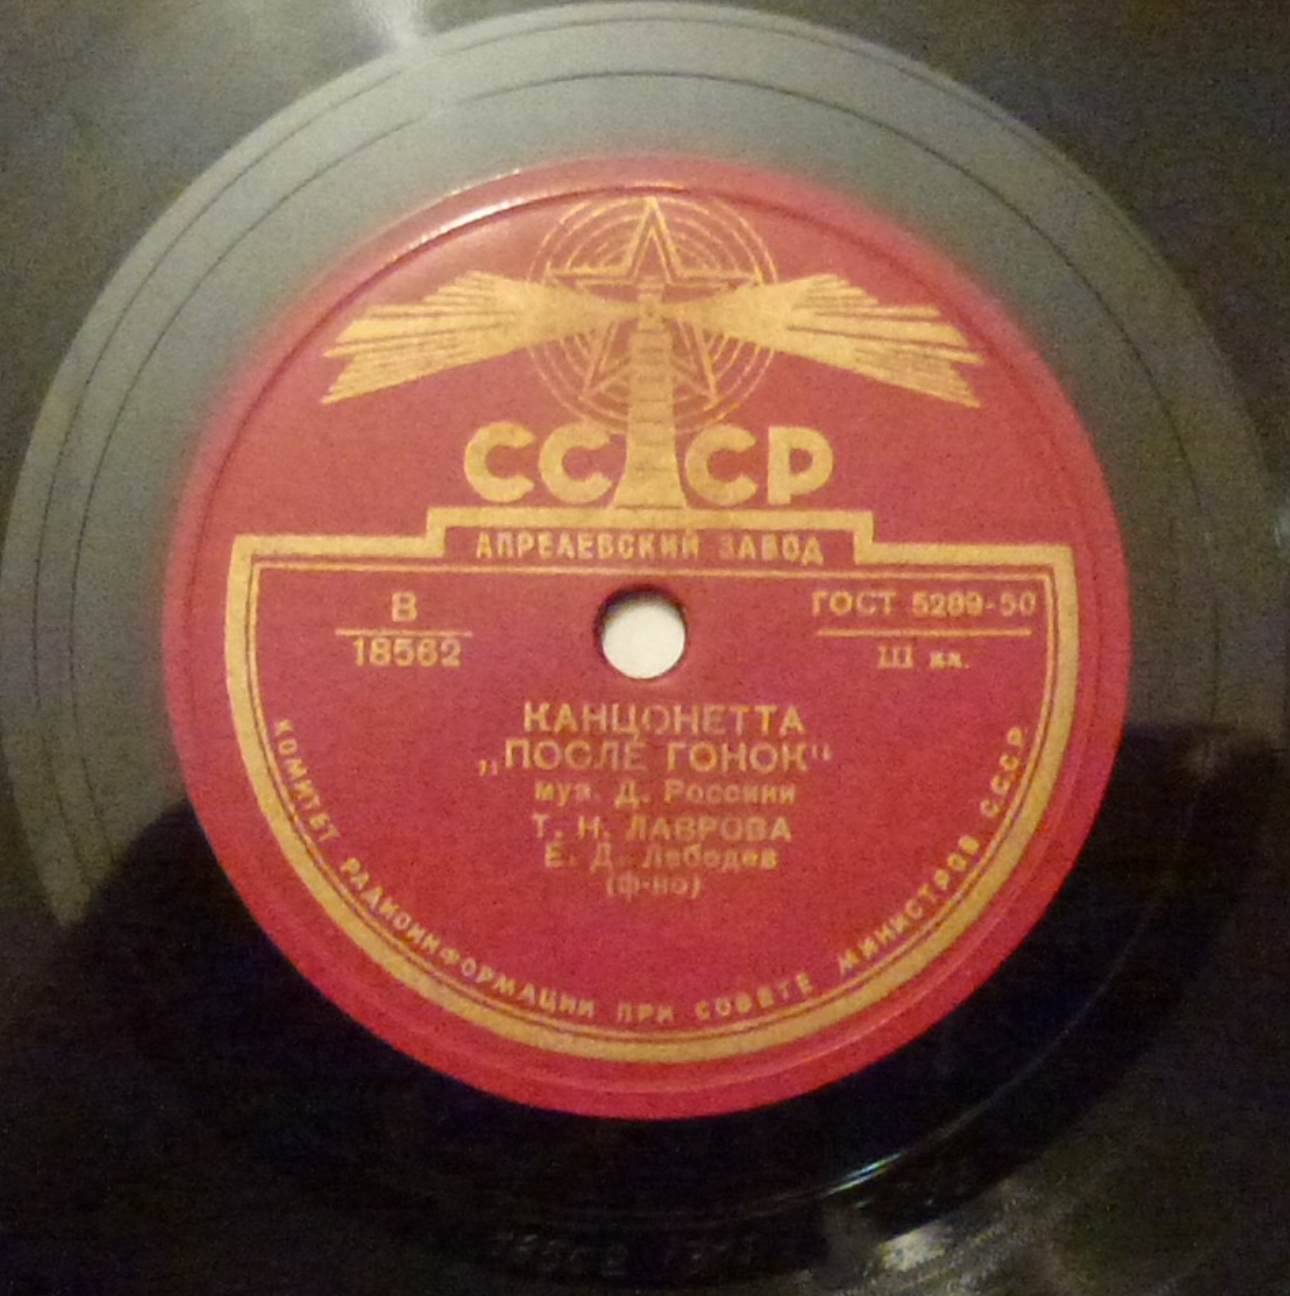 СССР
АПРЕЛЕВСКИЙ ЗАВОД
В
18562
ГОСТ 5289-50
III кл.
КАНЦОНЕТТА
„ПОСЛЕ ГОНОК"
муз. Д. Россини
Т. Н. ЛАВРОВА
Е. Д. Лебедев
(ф-но)
КОМИТЕТ РАДИОИНФОРМАЦИИ ПРИ СОВЕТЕ МИНИСТРОВ С.С.С.Р.